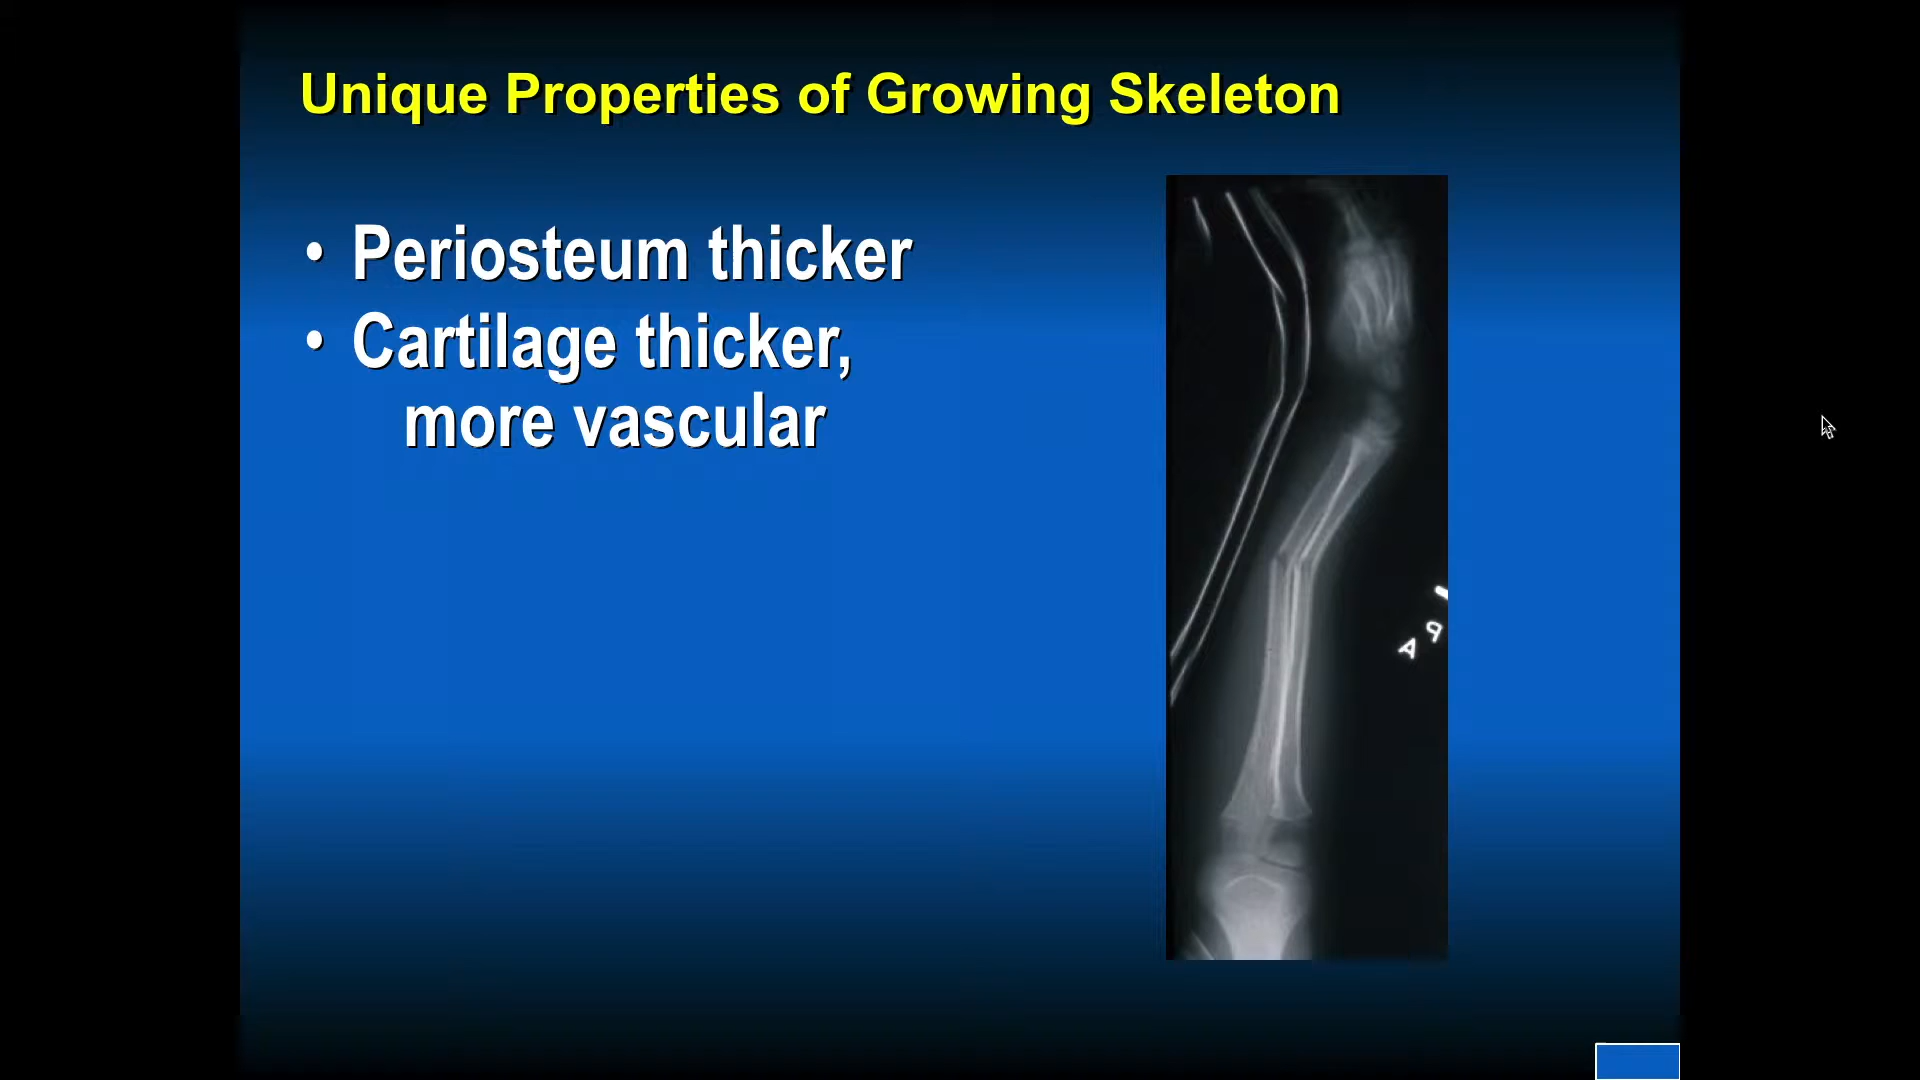 Unique Properties of Growing Skeleton
• Periosteum thicker
• Cartilage thicker,
more vascular
R
A